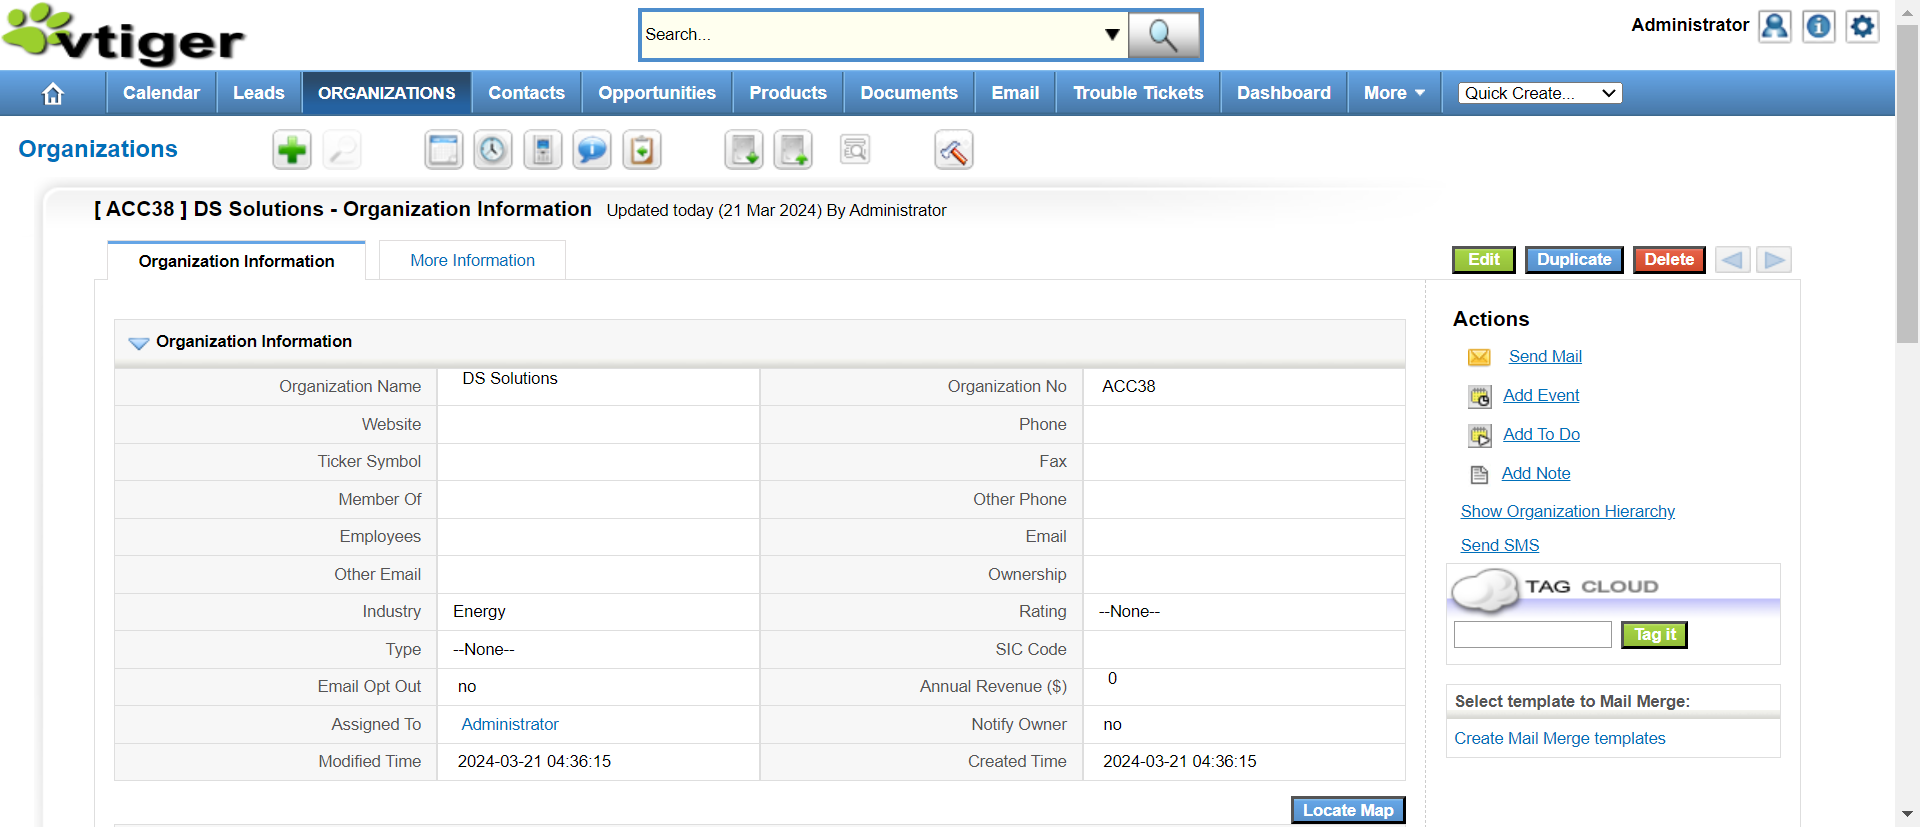 vtiger
Search...
Administrator
Calendar Leads ORGANIZATIONS Contacts Opportunities Products Documents Email Trouble Tickets Dashboard More Quick Create...
Organizations
[ ACC38 ] DS Solutions - Organization Information Updated today (21 Mar 2024) By Administrator
Organization Information More Information
Edit Duplicate Delete
Organization Information
Organization Name DS Solutions Organization No ACC38
Website Phone
Ticker Symbol Fax
Member Of Other Phone
Employees Email
Other Email Ownership
Industry Energy Rating --None--
Type --None-- SIC Code
Email Opt Out no Annual Revenue ($) 0
Assigned To Administrator Notify Owner no
Modified Time 2024-03-21 04:36:15 Created Time 2024-03-21 04:36:15
Locate Map
Actions
Send Mail
Add Event
Add To Do
Add Note
Show Organization Hierarchy
Send SMS
TAG CLOUD
Tag it
Select template to Mail Merge:
Create Mail Merge templates